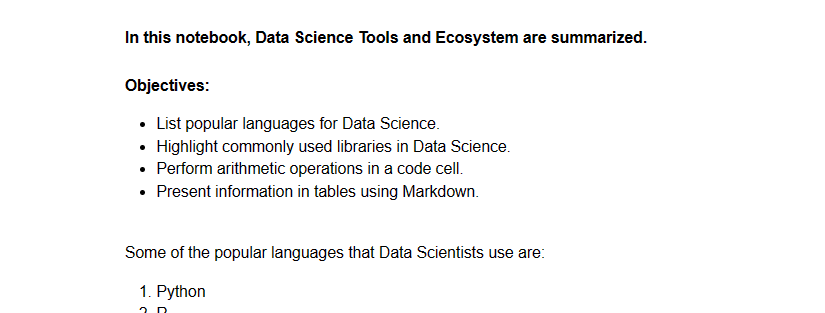 In this notebook, Data Science Tools and Ecosystem are summarized.
Objectives:
• List popular languages for Data Science.
• Highlight commonly used libraries in Data Science.
• Perform arithmetic operations in a code cell.
• Present information in tables using Markdown.
Some of the popular languages that Data Scientists use are:
1. Python